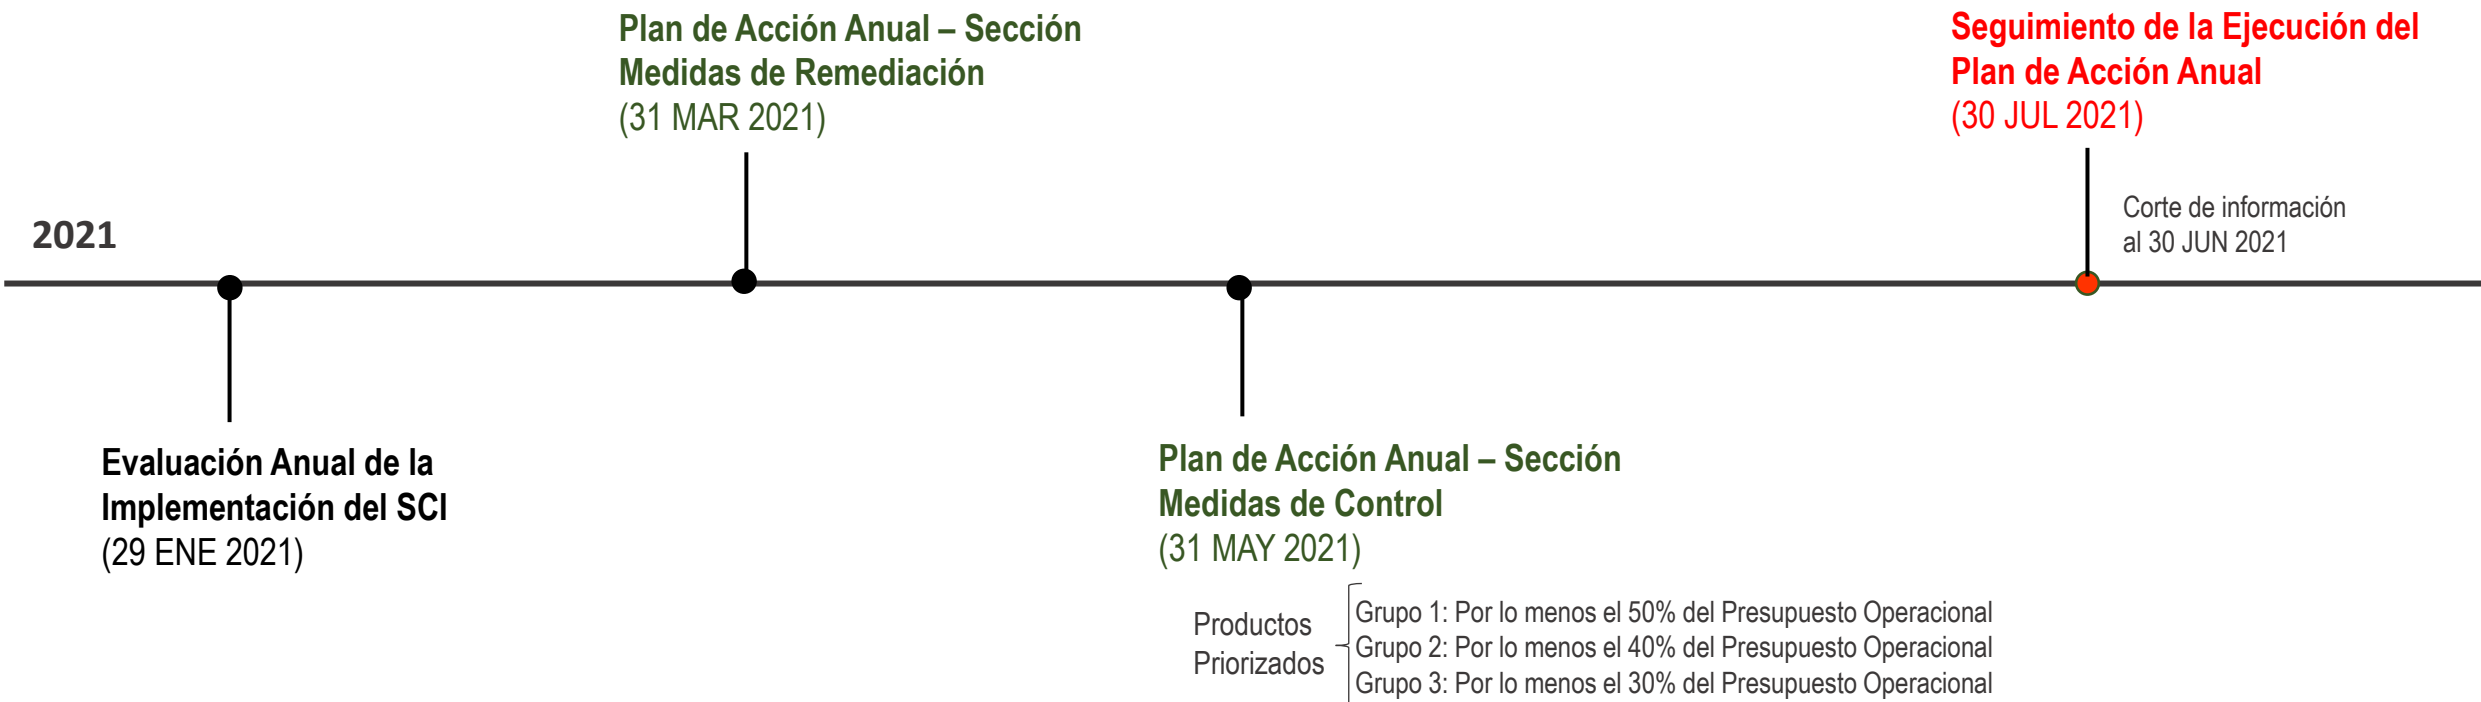 2021
Evaluación Anual de la
Implementación del SCI
(29 ENE 2021)
Plan de Acción Anual – Sección
Medidas de Remediación
(31 MAR 2021)
Plan de Acción Anual – Sección
Medidas de Control
(31 MAY 2021)
Productos
Priorizados
Grupo 1: Por lo menos el 50% del Presupuesto Operacional
Grupo 2: Por lo menos el 40% del Presupuesto Operacional
Grupo 3: Por lo menos el 30% del Presupuesto Operacional
Seguimiento de la Ejecución del
Plan de Acción Anual
(30 JUL 2021)
Corte de información
al 30 JUN 2021